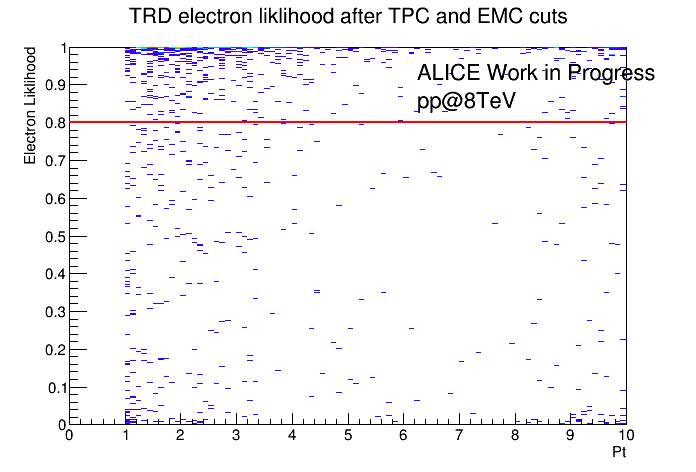 TRD electron liklihood after TPC and EMC cuts
Electron Liklihood
ALICE Work in Progress
pp@8TeV
1
0.9
0.8
0.7
0.6
0.5
0.4
0.3
0.2
0.1
0
0 1 2 3 4 5 6 7 8 9 10
Pt